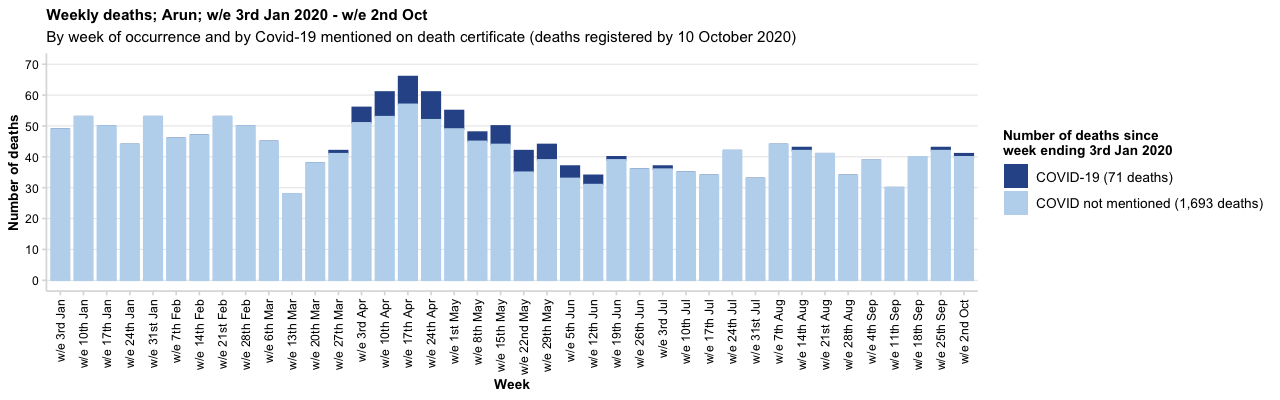 Weekly deaths; Arun; w/e 3rd Jan 2020 - w/e 2nd Oct
By week of occurrence and by Covid-19 mentioned on death certificate (deaths registered by 10 October 2020)
Number of deaths
70
60
50
40
30
20
10
0
w/e 3rd Jan
w/e 10th Jan
w/e 17th Jan
w/e 24th Jan
w/e 31st Jan
w/e 7th Feb
w/e 14th Feb
w/e 21st Feb
w/e 28th Feb
w/e 6th Mar
w/e 13th Mar
w/e 20th Mar
w/e 27th Mar
w/e 3rd Apr
w/e 10th Apr
w/e 17th Apr
w/e 24th Apr
w/e 1st May
w/e 8th May
w/e 15th May
w/e 22nd May
w/e 29th May
w/e 5th Jun
w/e 12th Jun
w/e 19th Jun
w/e 26th Jun
w/e 3rd Jul
w/e 10th Jul
w/e 17th Jul
w/e 24th Jul
w/e 31st Jul
w/e 7th Aug
w/e 14th Aug
w/e 21st Aug
w/e 28th Aug
w/e 4th Sep
w/e 11th Sep
w/e 18th Sep
w/e 25th Sep
w/e 2nd Oct
Week
Number of deaths since
week ending 3rd Jan 2020
COVID-19 (71 deaths)
COVID not mentioned (1,693 deaths)